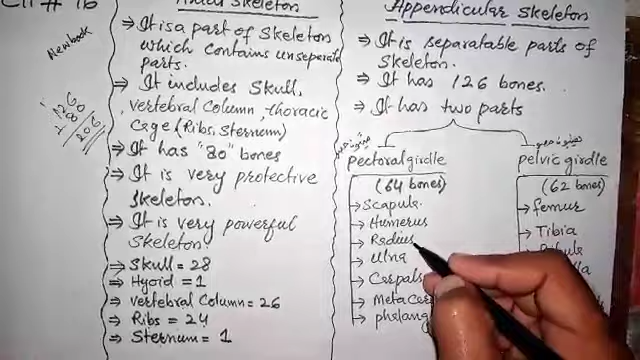 CH # 16
Newbook
126
80
206
Axial Skeleton
⇒ It is a part of Skeleton
which contains unseparate
parts.
⇒ It includes Skull,
vertebral Column, thoracic
Cage (Ribs, Sternum)
⇒ It has "80" bones
⇒ It is very protective
Skeleton.
⇒ It is very powerful
Skeleton.
⇒ Skull = 28
⇒ Hyoid = 1
⇒ vertebral Column = 26
⇒ Ribs = 24
⇒ Sternum = 1
Appendicular Skeleton
⇒ It is separatable parts of
Skeleton.
⇒ It has 126 bones.
⇒ It has two parts
pectoral girdle
(64 bones)
→ Scapula.
→ Humerus
→ Radius
→ Ulna
→ Carpals
→ MetaCar
→ phalang
pelvic girdle
(62 bones)
→ femur
→ Tibia